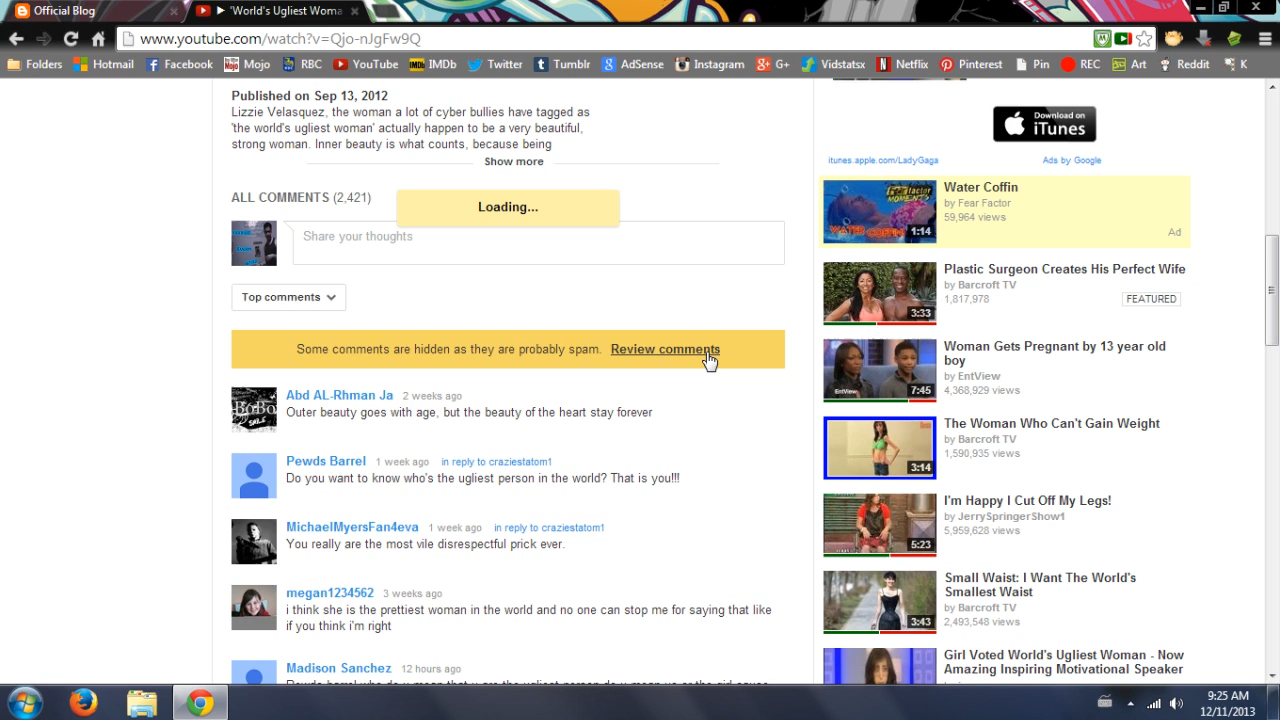 Official Blog
'World's Ugliest Woma
www.youtube.com/watch?v=Qjo-nJgFw9Q
Folders Hotmail Facebook Mojo RBC YouTube IMDb Twitter Tumblr AdSense Instagram G+ Vidstatsx Netflix Pinterest Pin REC Art Reddit K
Published on Sep 13, 2012
Lizzie Velasquez, the woman a lot of cyber bullies have tagged as
'the world's ugliest woman' actually happen to be a very beautiful,
strong woman. Inner beauty is what counts, because being
Show more
ALL COMMENTS (2,421)
Loading...
Share your thoughts
Top comments
Some comments are hidden as they are probably spam. Review comments
Abd AL-Rhman Ja 2 weeks ago
Outer beauty goes with age, but the beauty of the heart stay forever
Pewds Barrel 1 week ago in reply to craziestatom1
Do you want to know who's the ugliest person in the world? That is you!!!
MichaelMyersFan4eva 1 week ago in reply to craziestatom1
You really are the most vile disrespectful prick ever.
megan1234562 3 weeks ago
i think she is the prettiest woman in the world and no one can stop me for saying that like
if you think i'm right
Madison Sanchez 12 hours ago
Download on
iTunes
itunes.apple.com/LadyGaga Ads by Google
Water Coffin
by Fear Factor
59,964 views
Ad
1:14
Plastic Surgeon Creates His Perfect Wife
by Barcroft TV
1,817,978 FEATURED
3:33
Woman Gets Pregnant by 13 year old
boy
by EntView
4,368,929 views
7:45
The Woman Who Can't Gain Weight
by Barcroft TV
1,590,935 views
3:14
I'm Happy I Cut Off My Legs!
by JerrySpringerShow1
5,959,628 views
5:23
Small Waist: I Want The World's
Smallest Waist
by Barcroft TV
2,493,548 views
3:43
Girl Voted World's Ugliest Woman - Now
Amazing Inspiring Motivational Speaker
9:25 AM
12/11/2013